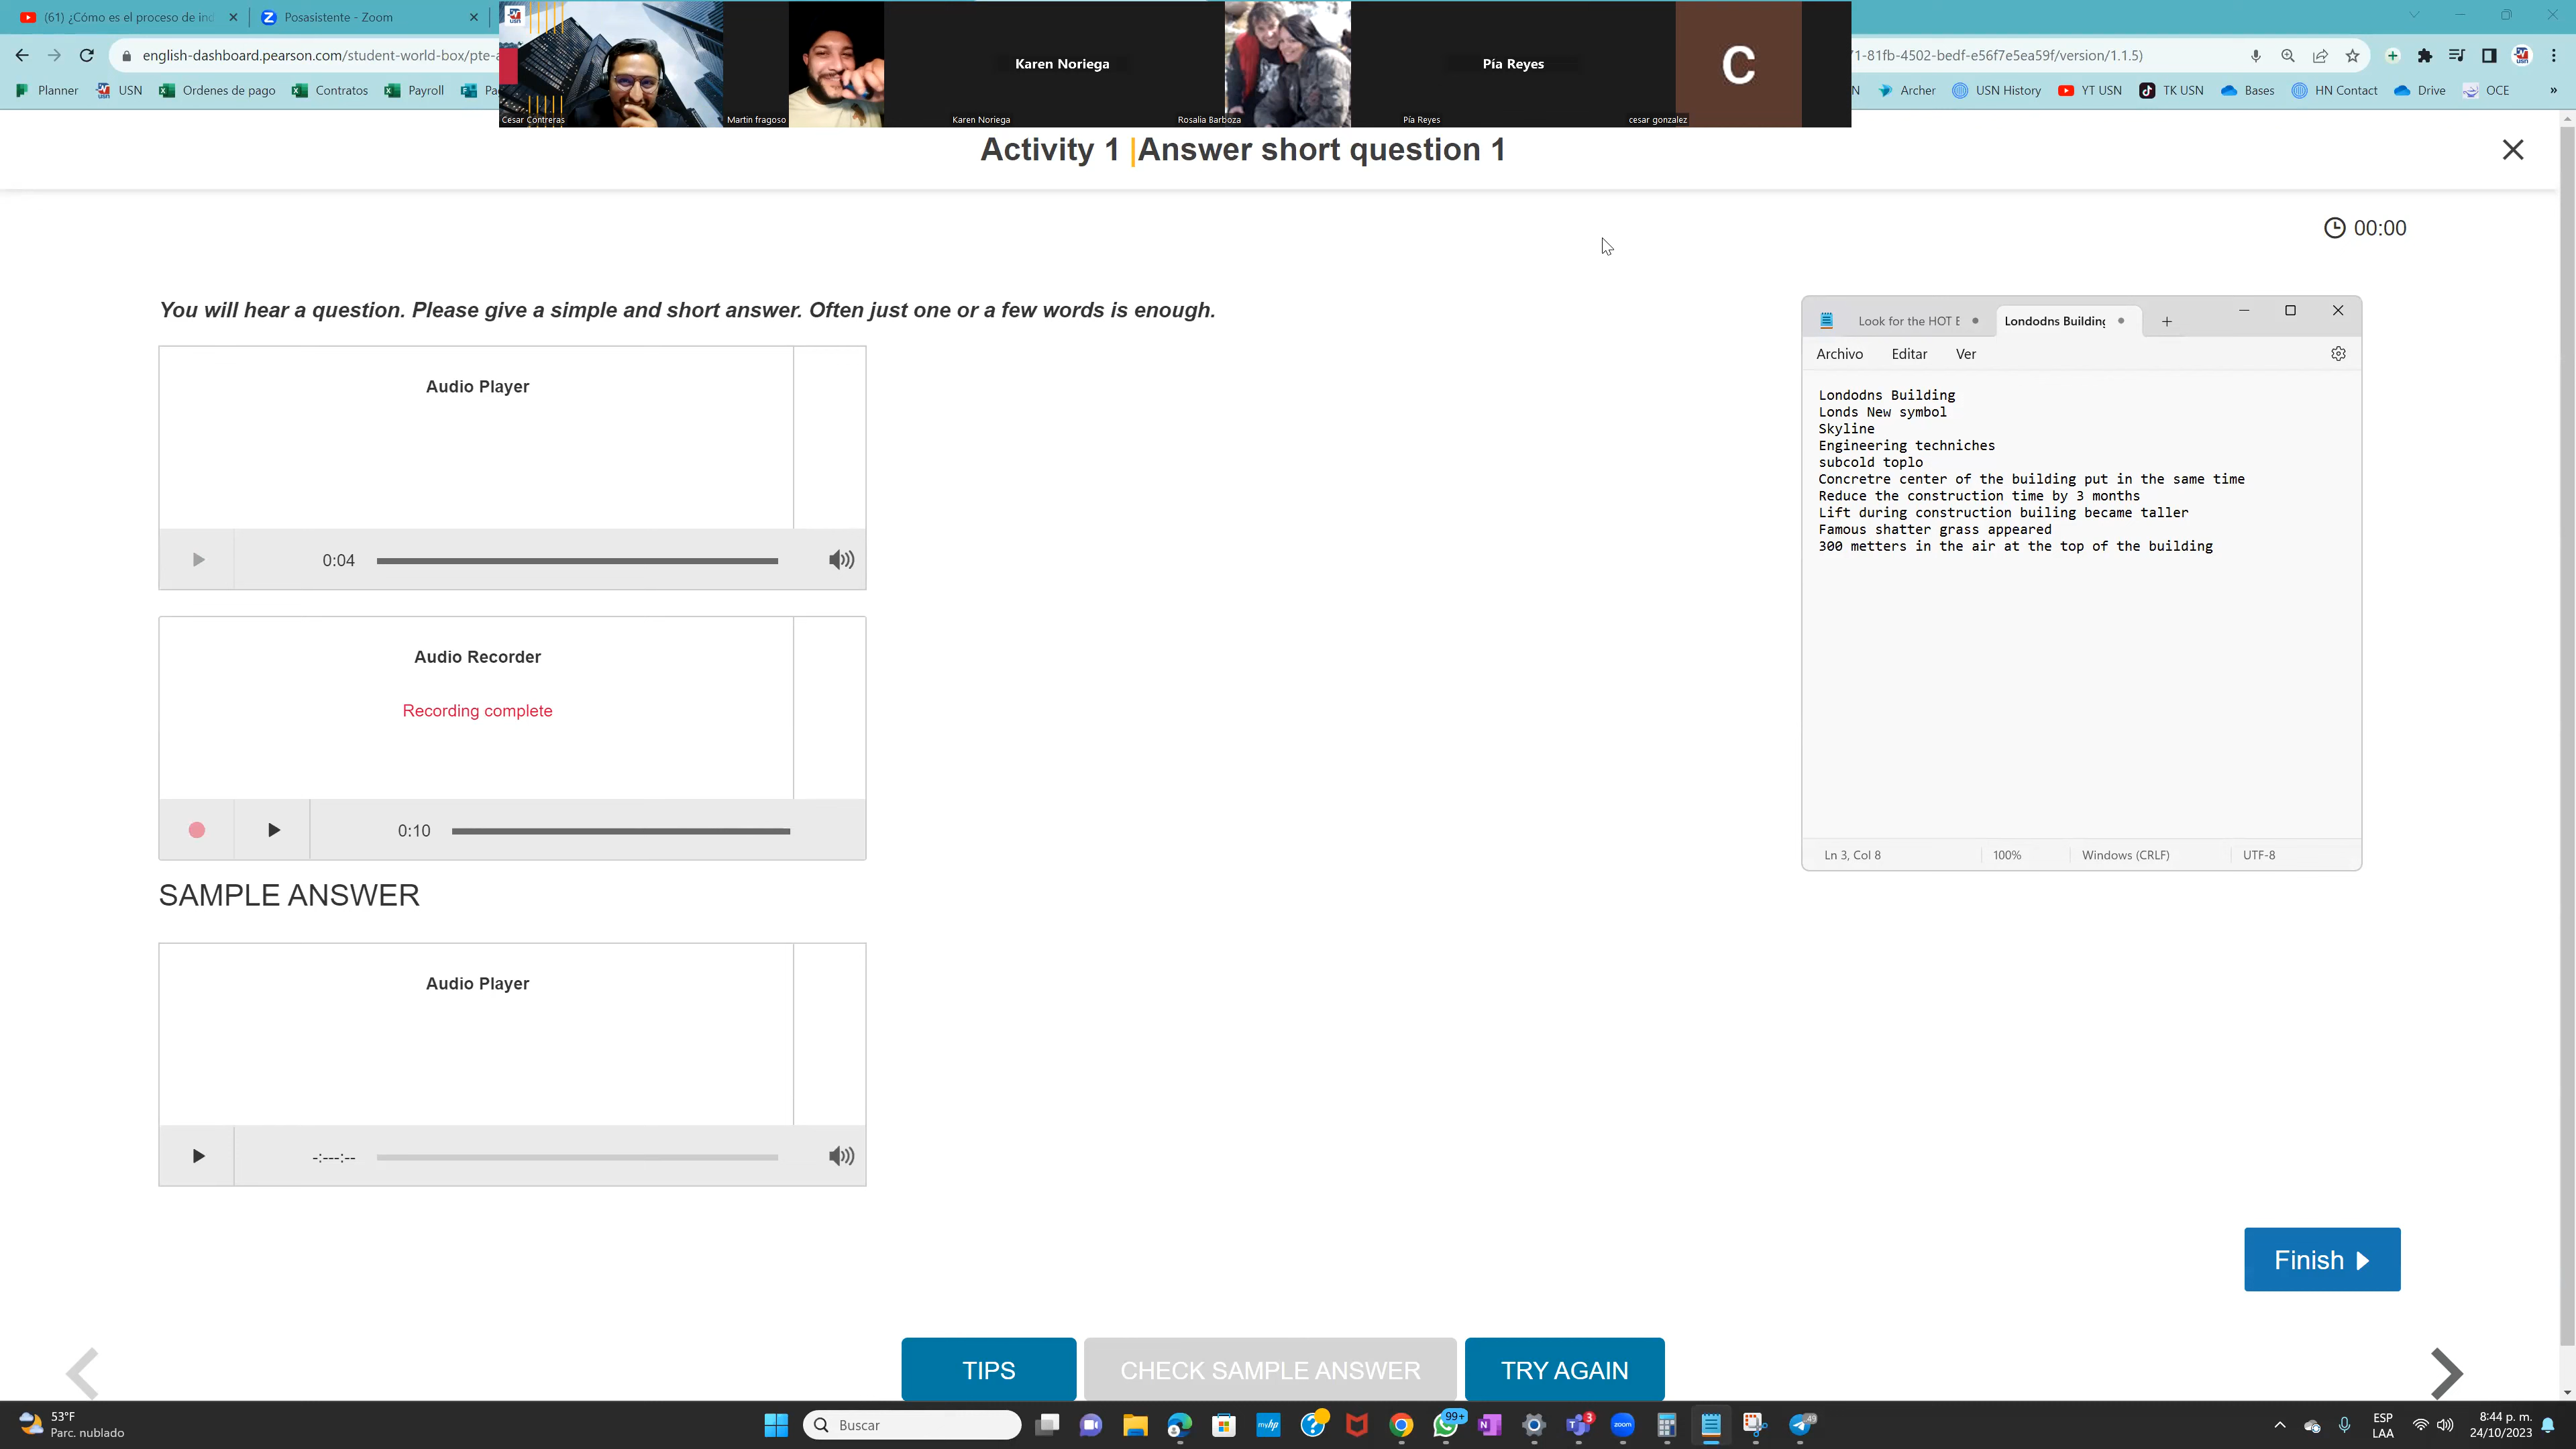 (61) ¿Cómo es el proceso de ind
Posasistente - Zoom
english-dashboard.pearson.com/student-world-box/pte-a
1-81fb-4502-bedf-e56f7e5ea59f/version/1.1.5)
Planner
USN
Ordenes de pago
Contratos
Payroll
Archer
USN History
YT USN
TK USN
Bases
HN Contact
Drive
OCE
»
Karen Noriega
Pía Reyes
C
Cesar Contreras
Martin fragoso
Karen Noriega
Rosalia Barboza
Pía Reyes
cesar gonzalez
Activity 1 |Answer short question 1
00:00
You will hear a question. Please give a simple and short answer. Often just one or a few words is enough.
Audio Player
0:04
Audio Recorder
Recording complete
0:10
SAMPLE ANSWER
Audio Player
-:---:--
Look for the HOT E
Londodns Building
Archivo
Editar
Ver
Londodns Building
Londs New symbol
Skyline
Engineering techniches
subcold toplo
Concretre center of the building put in the same time
Reduce the construction time by 3 months
Lift during construction builing became taller
Famous shatter grass appeared
300 metters in the air at the top of the building
Ln 3, Col 8
100%
Windows (CRLF)
UTF-8
Finish
TIPS
CHECK SAMPLE ANSWER
TRY AGAIN
53°F
Parc. nublado
Buscar
99+
3
zoom
49
ESP
LAA
8:44 p. m.
24/10/2023